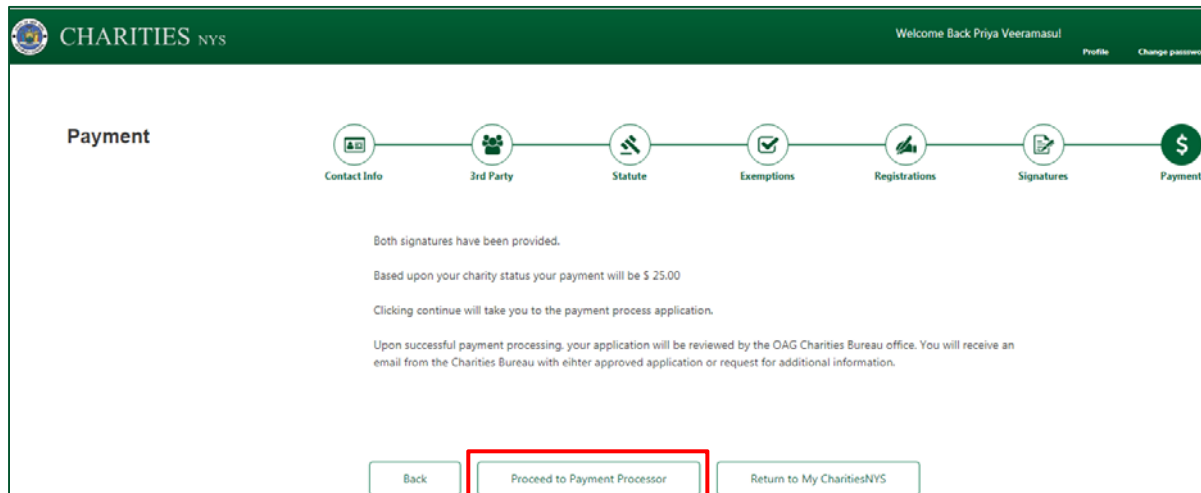 CHARITIES NYS
Welcome Back Priya Veeramasu!
Profile Change passwo
Payment
Contact Info 3rd Party Statute Exemptions Registrations Signatures Payment
Both signatures have been provided.
Based upon your charity status your payment will be $ 25.00
Clicking continue will take you to the payment process application.
Upon successful payment processing, your application will be reviewed by the OAG Charities Bureau office. You will receive an
email from the Charities Bureau with eihter approved application or request for additional information.
Back Proceed to Payment Processor Return to My CharitiesNYS